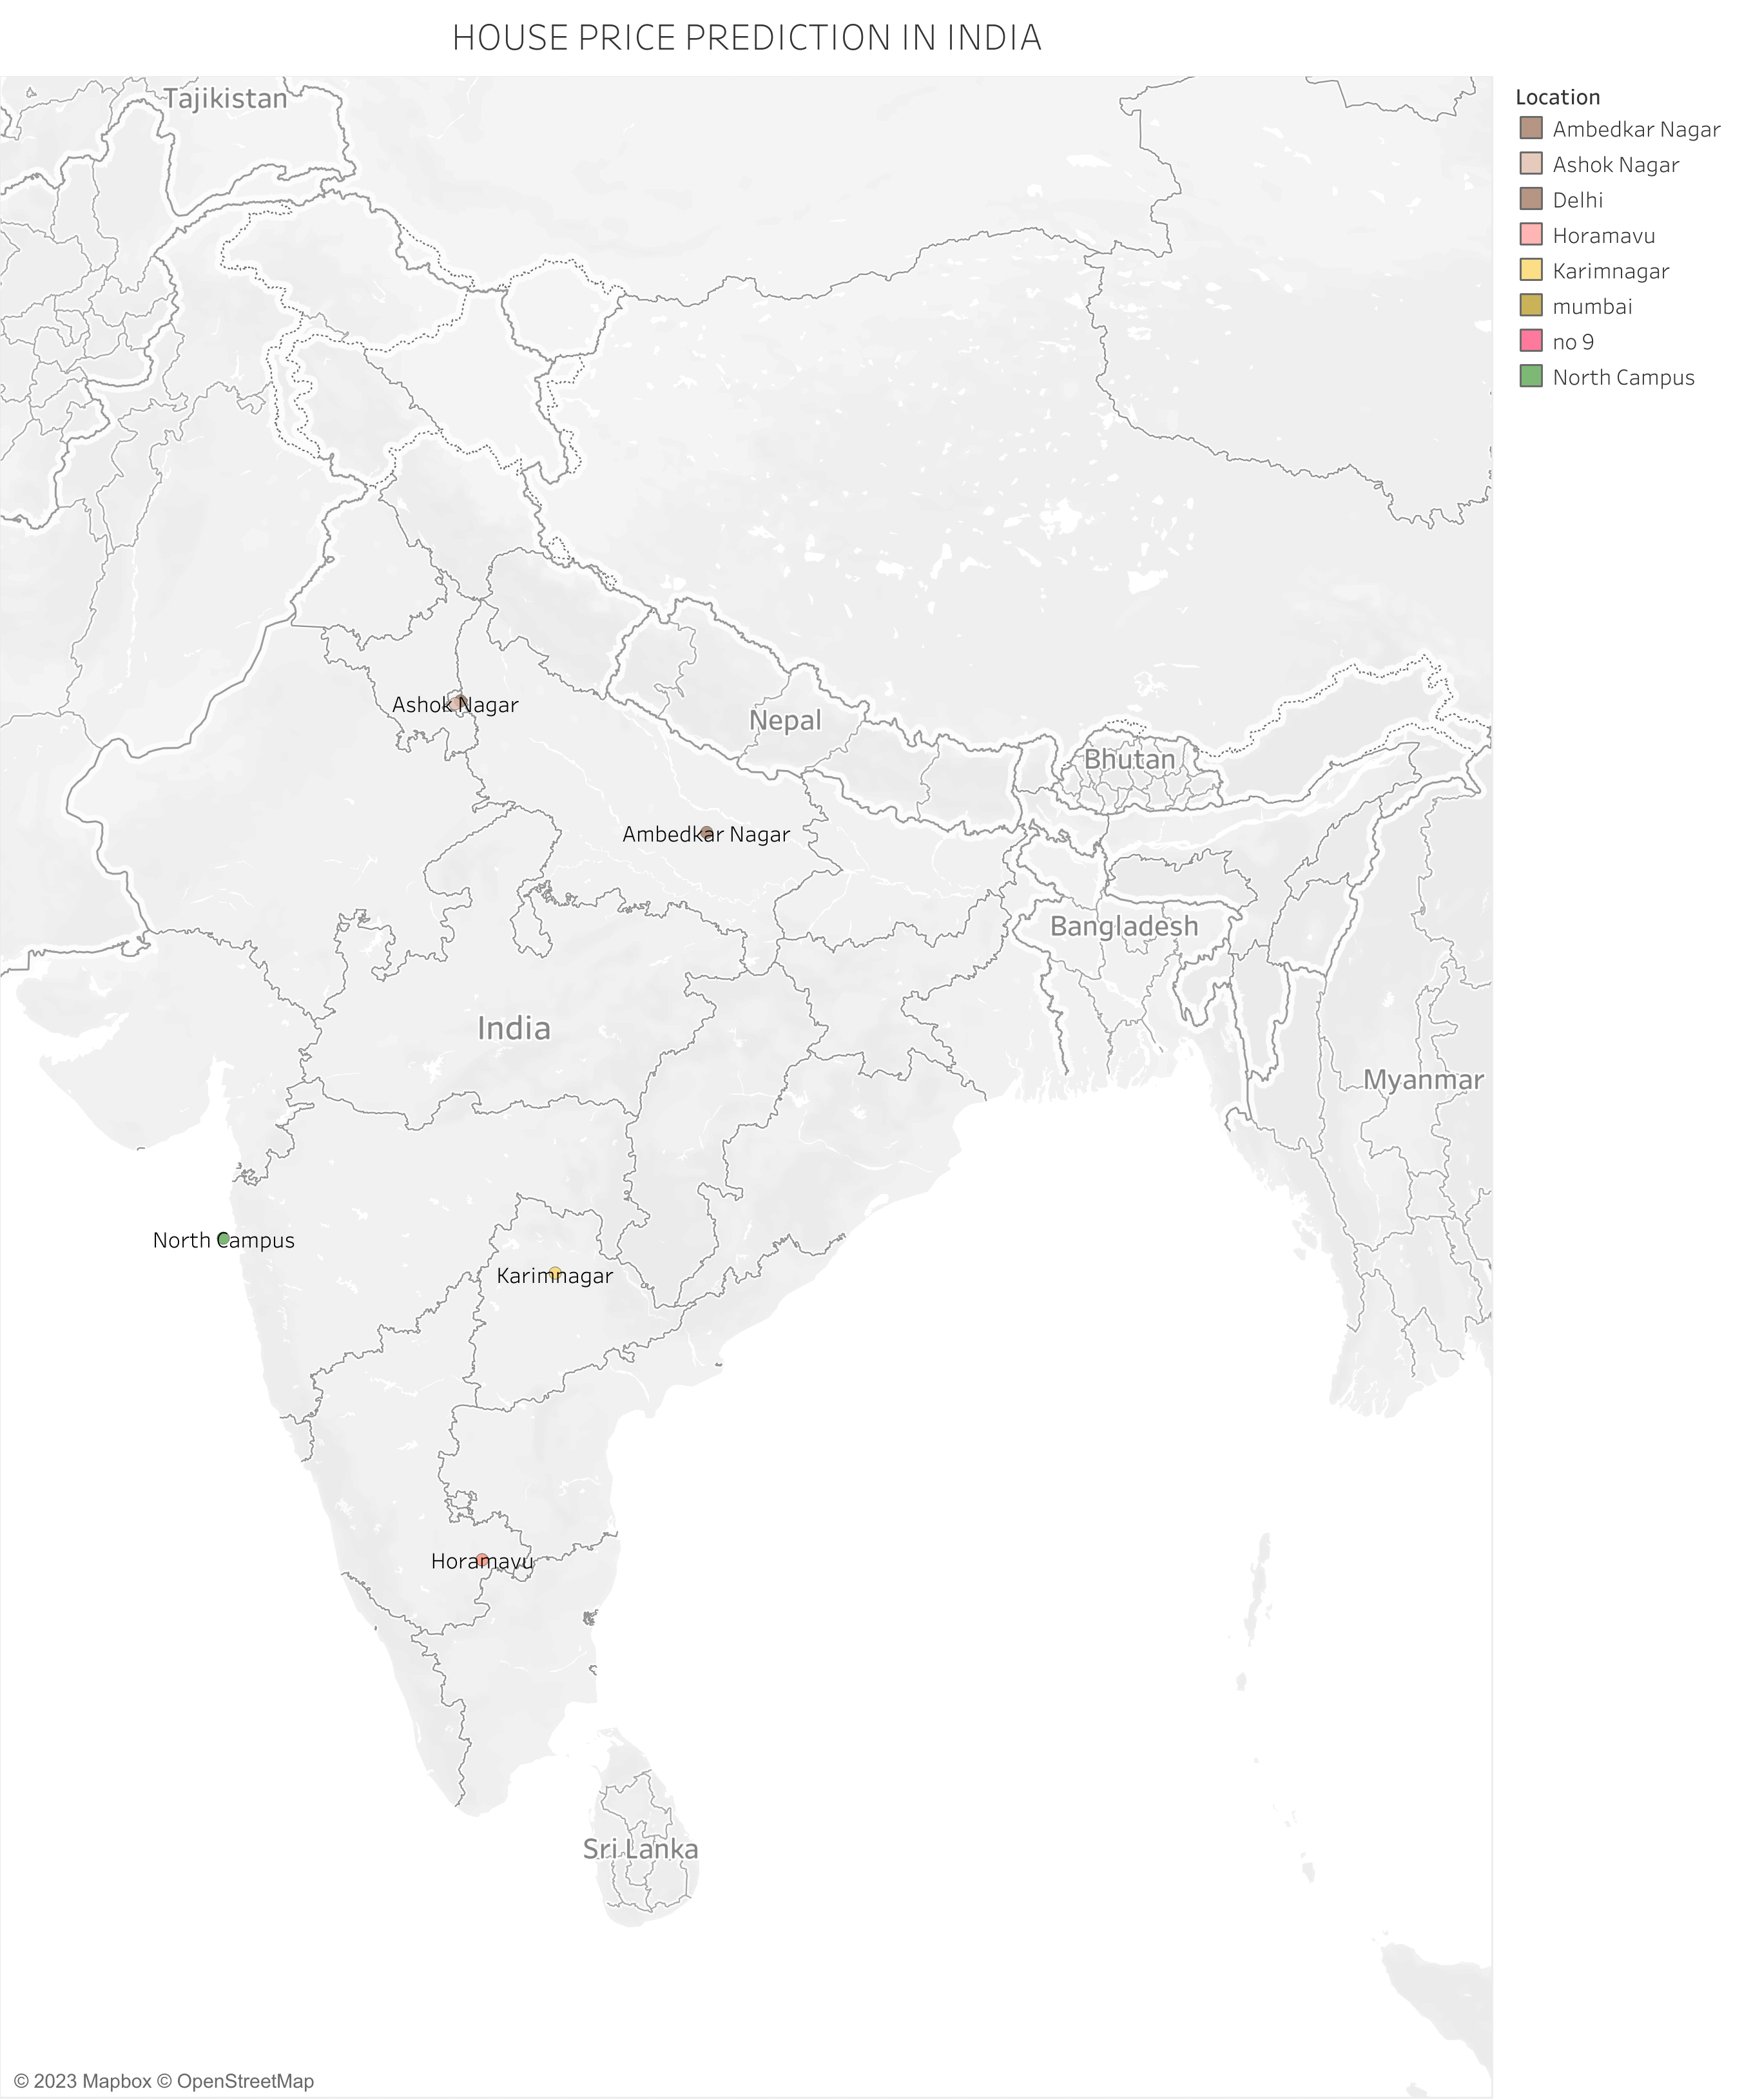 HOUSE PRICE PREDICTION IN INDIA
Location
Ambedkar Nagar
Ashok Nagar
Delhi
Horamavu
Karimnagar
mumbai
no 9
North Campus
Tajikistan
Ashok Nagar
Nepal
Bhutan
Ambedkar Nagar
Bangladesh
India
Myanmar
North Campus
Karimnagar
Horamavu
Sri Lanka
© 2023 Mapbox © OpenStreetMap